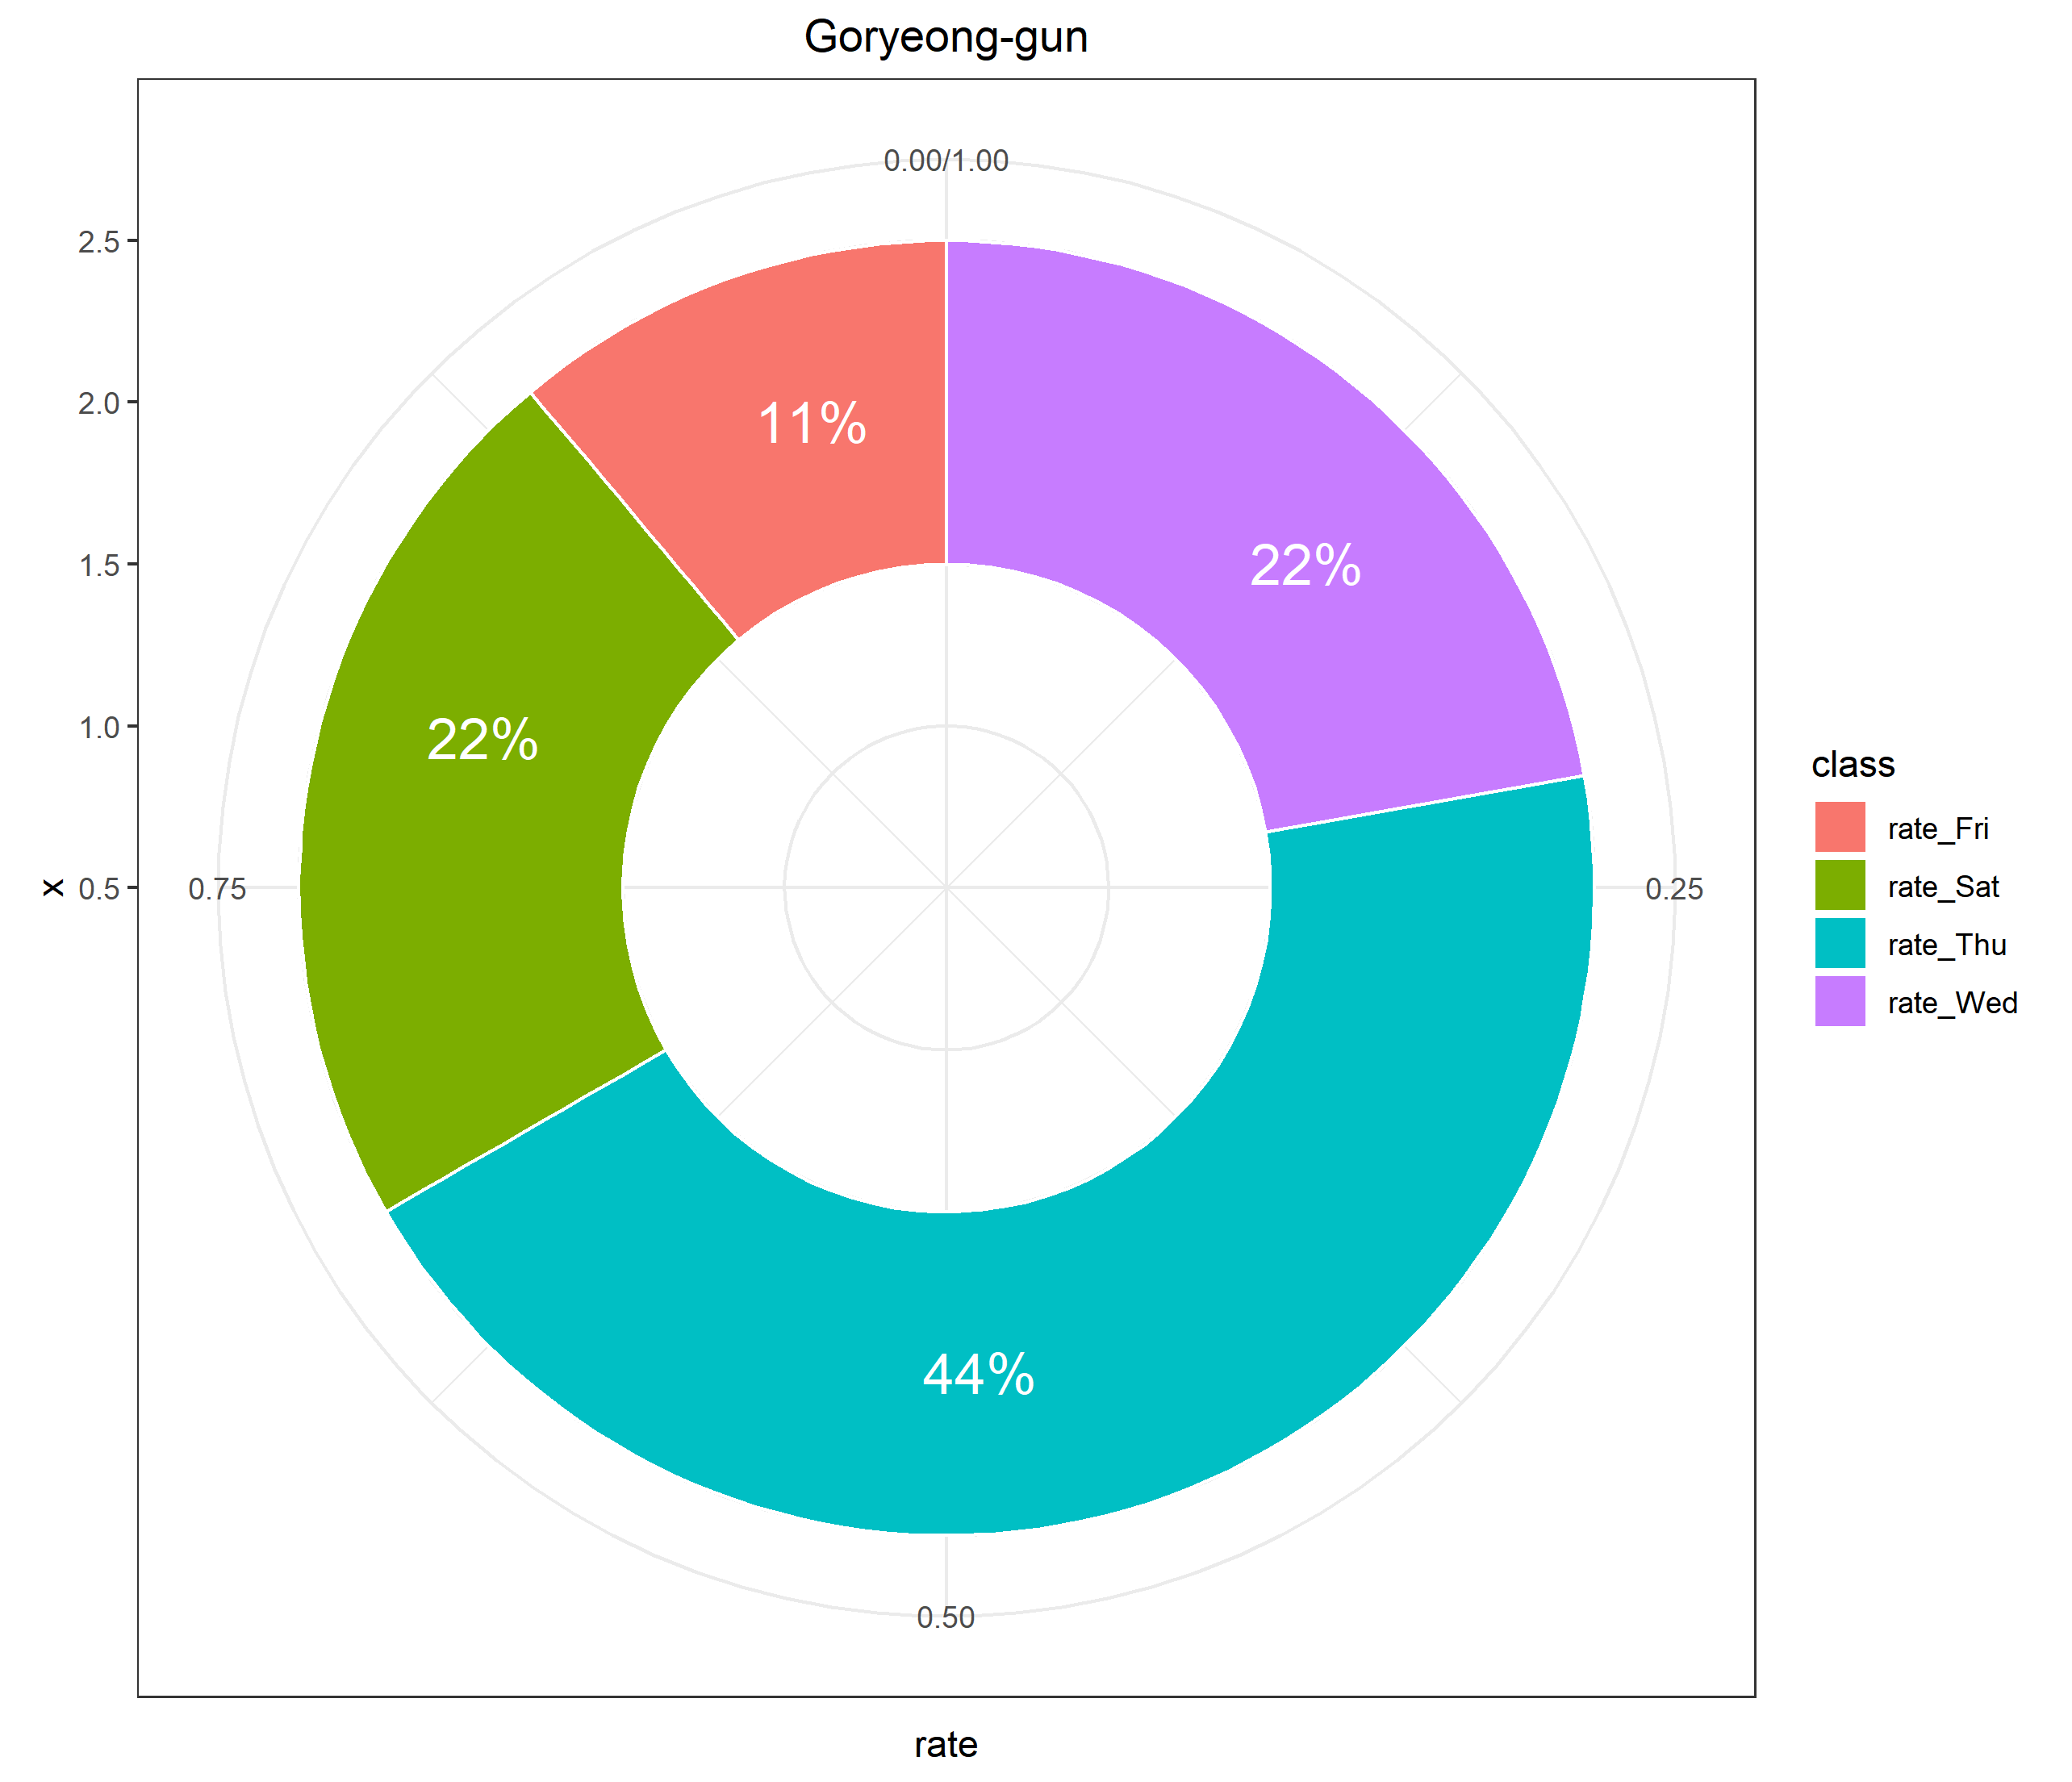 Goryeong-gun
0.00/1.00
2.5
2.0
11%
1.5
22%
1.0
22%
class
rate_Fri
x
0.5
0.75
0.25
rate_Sat
rate_Thu
rate_Wed
44%
0.50
rate